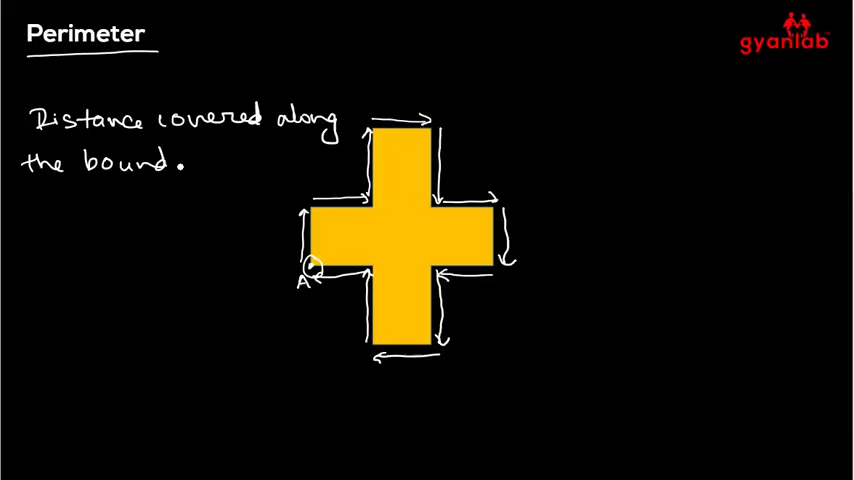 Perimeter
gyanlab
Distance covered along
the bound.
A